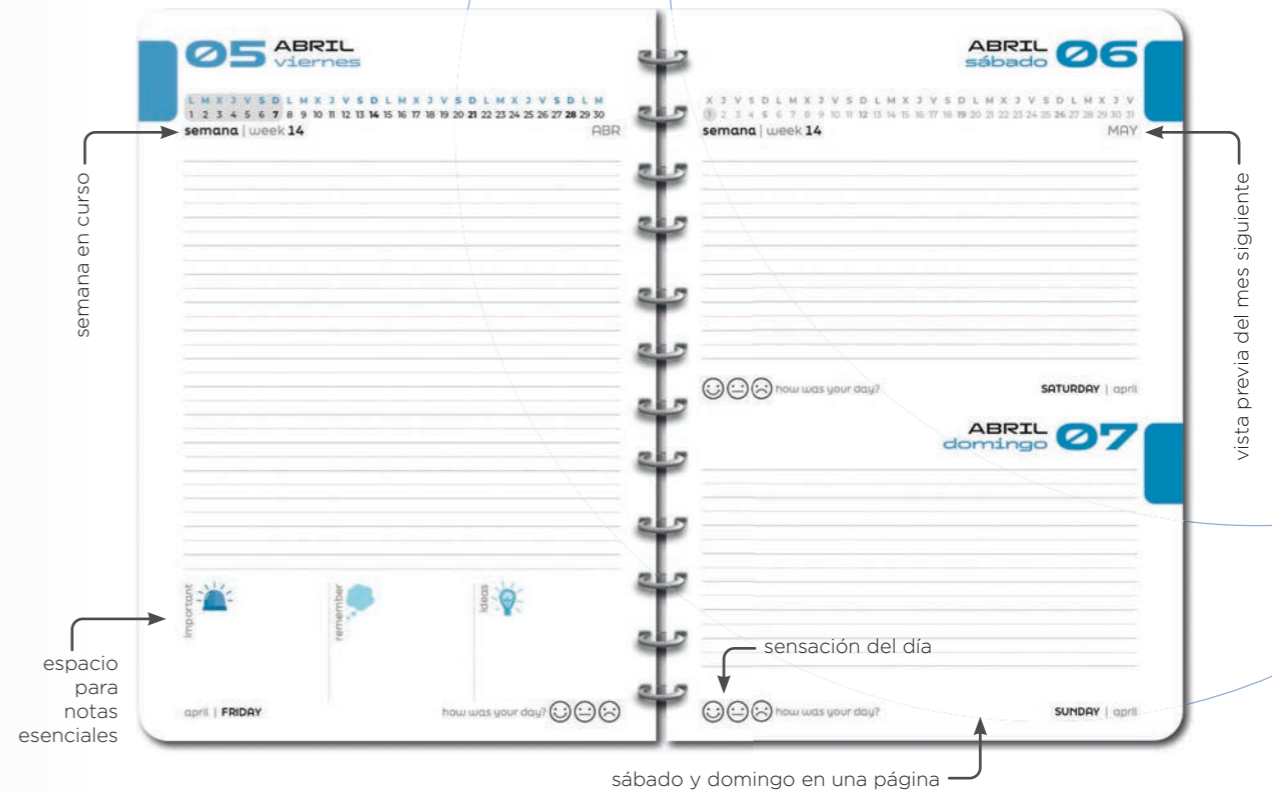 05 ABRIL
viernes
L M X J V S D L M X J V S D L M X J V S D L M X J V S D L M
1 2 3 4 5 6 7 8 9 10 11 12 13 14 15 16 17 18 19 20 21 22 23 24 25 26 27 28 29 30
semana | week 14 ABR
important
remember
ideas
april | FRIDAY how was your day?
ABRIL 06
sábado
X J V S D L M X J V S D L M X J V S D L M X J V S D L M X J V
1 2 3 4 5 6 7 8 9 10 11 12 13 14 15 16 17 18 19 20 21 22 23 24 25 26 27 28 29 30 31
semana | week 14 MAY
how was your day? SATURDAY | april
ABRIL 07
domingo
how was your day? SUNDAY | april
semana en curso
espacio
para
notas
esenciales
vista previa del mes siguiente
sensación del día
sábado y domingo en una página